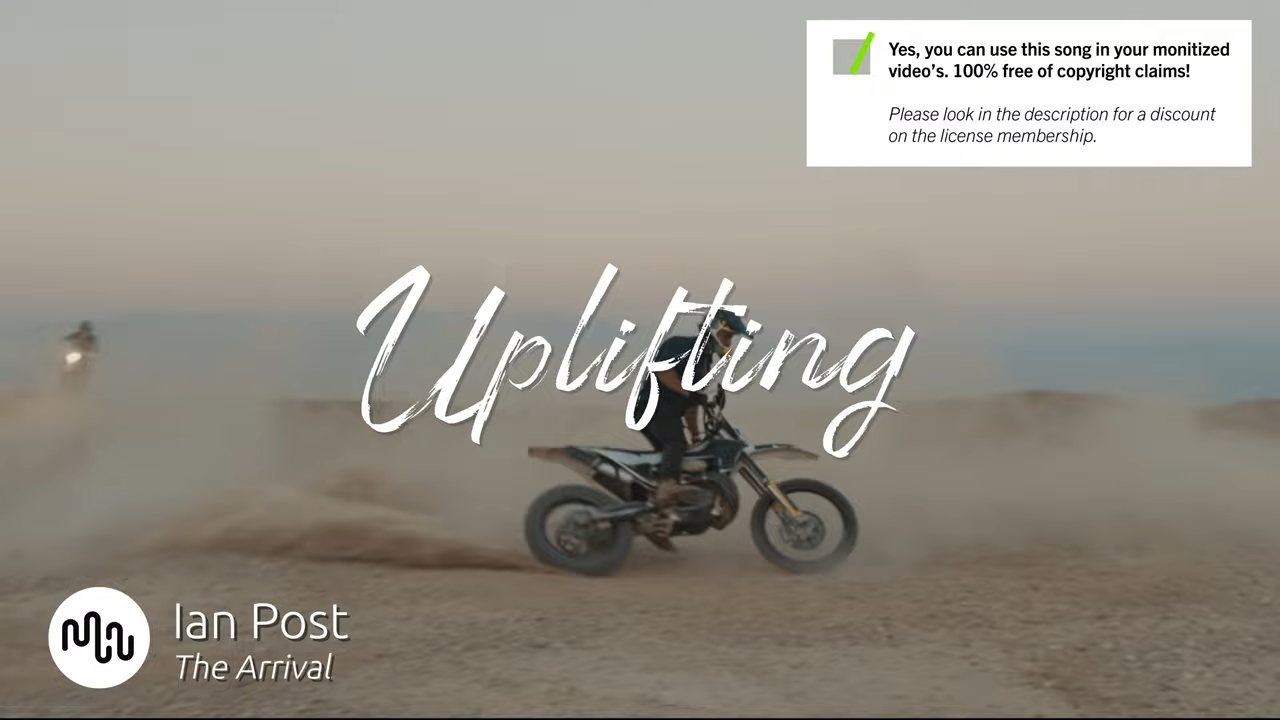 Yes, you can use this song in your monitized
video's. 100% free of copyright claims!
Please look in the description for a discount
on the license membership.
Uplifting
Ian Post
The Arrival